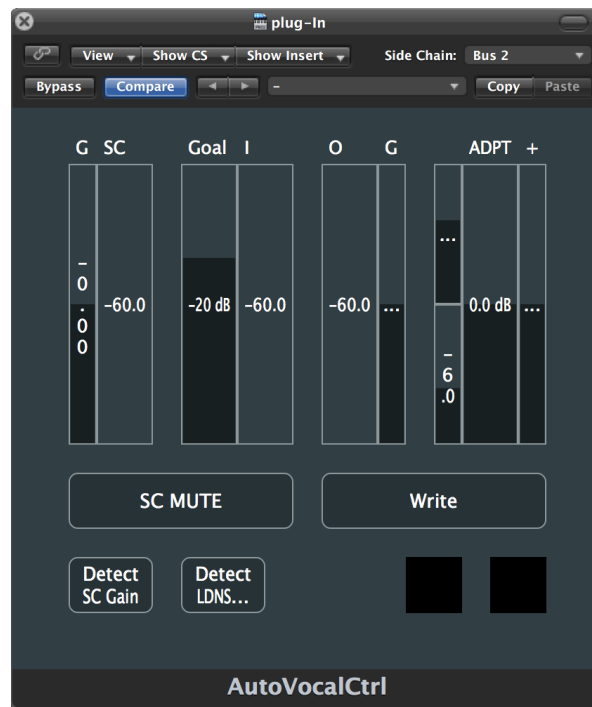 plug-In
View Show CS Show Insert Side Chain: Bus 2
Bypass Compare - Copy Paste
G SC Goal I O G ADPT +
-0.00 -60.0 -20 dB -60.0 -60.0 ... ... -6.0 0.0 dB ...
SC MUTE Write
Detect SC Gain
Detect LDNS...
AutoVocalCtrl